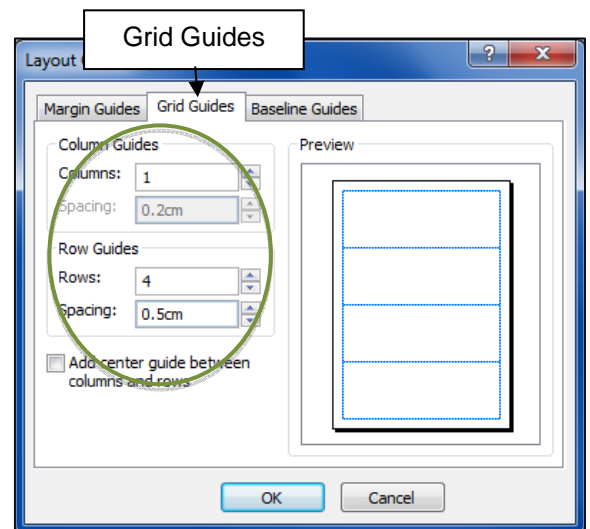 Grid Guides
Layout
Margin Guides Grid Guides Baseline Guides
Column Guides
Columns: 1
Spacing: 0.2cm
Row Guides
Rows: 4
Spacing: 0.5cm
Add center guide between
columns and rows
Preview
OK Cancel